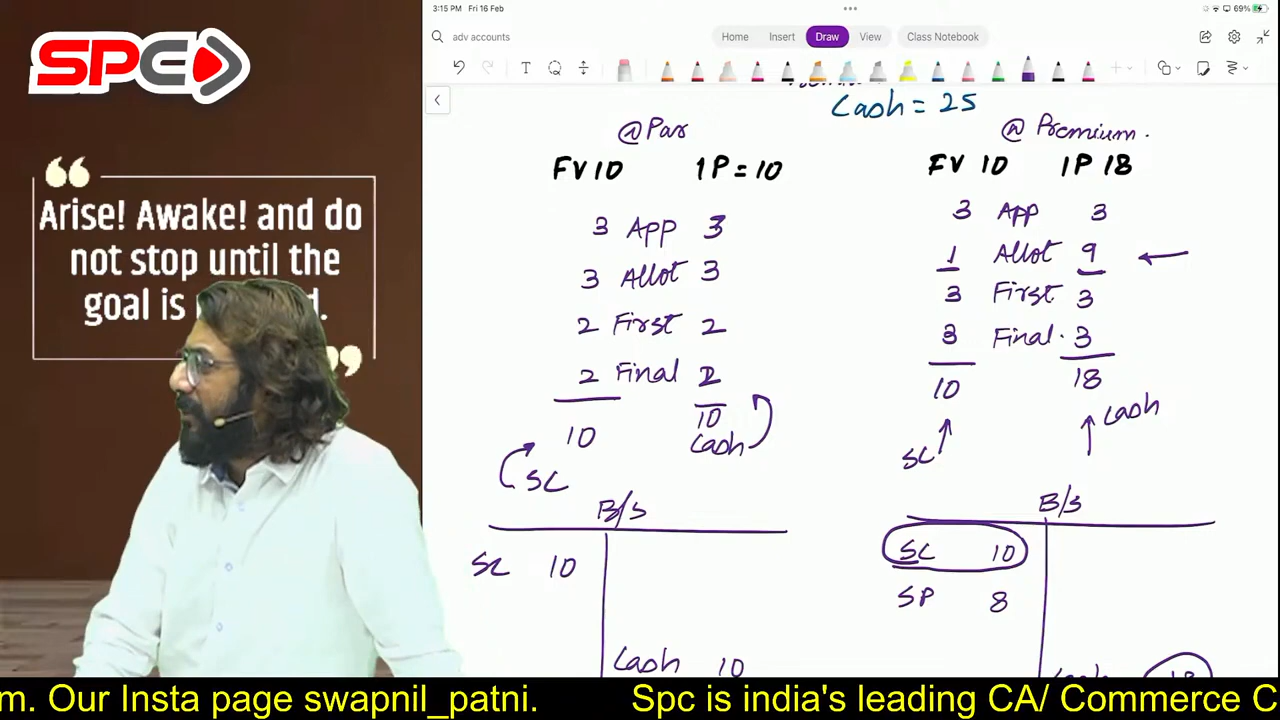 3:15 PM Fri 16 Feb
69%
adv accounts
Home Insert Draw View Class Notebook
SPC
Arise! Awake! and do
not stop until the
goal is
Cash = 25
@Par
FV 10 IP = 10
3 App 3
3 Allot 3
2 First 2
2 Final 2
10 10
Cash
SC
B/S
SC 10
Cash 10
@ Premium.
FV 10 IP 18
3 App 3
1 Allot 9
3 First 3
3 Final. 3
10 18
SC
Cash
B/S
SC 10
SP 8
m. Our Insta page swapnil_patni. Spc is india's leading CA/ Commerce C